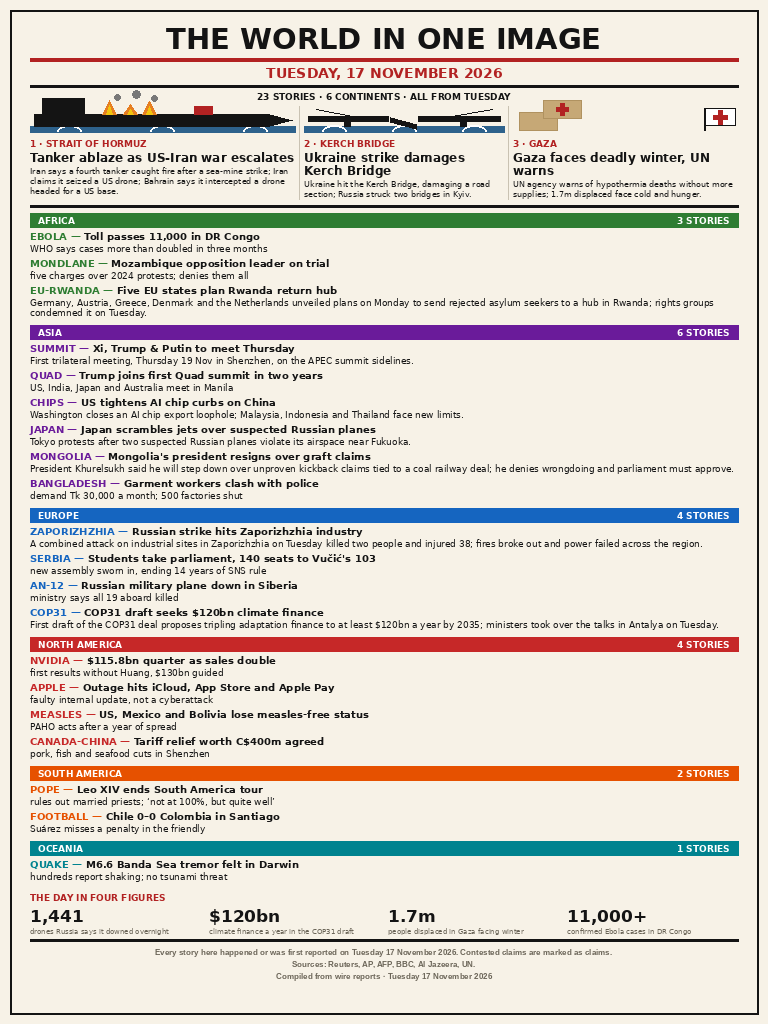 THE WORLD IN ONE IMAGE
TUESDAY, 17 NOVEMBER 2026
23 STORIES · 6 CONTINENTS · ALL FROM TUESDAY
1 · STRAIT OF HORMUZ
Tanker ablaze as US-Iran war escalates
Iran says a fourth tanker caught fire after a sea-mine strike; Iran
claims it seized a US drone; Bahrain says it intercepted a drone
headed for a US base.
2 · KERCH BRIDGE
Ukraine strike damages
Kerch Bridge
Ukraine hit the Kerch Bridge, damaging a road
section; Russia struck two bridges in Kyiv.
3 · GAZA
Gaza faces deadly winter, UN
warns
UN agency warns of hypothermia deaths without more
supplies; 1.7m displaced face cold and hunger.
AFRICA 3 STORIES
EBOLA — Toll passes 11,000 in DR Congo
WHO says cases more than doubled in three months
MONDLANE — Mozambique opposition leader on trial
five charges over 2024 protests; denies them all
EU-RWANDA — Five EU states plan Rwanda return hub
Germany, Austria, Greece, Denmark and the Netherlands unveiled plans on Monday to send rejected asylum seekers to a hub in Rwanda; rights groups
condemned it on Tuesday.
ASIA 6 STORIES
SUMMIT — Xi, Trump & Putin to meet Thursday
First trilateral meeting, Thursday 19 Nov in Shenzhen, on the APEC summit sidelines.
QUAD — Trump joins first Quad summit in two years
US, India, Japan and Australia meet in Manila
CHIPS — US tightens AI chip curbs on China
Washington closes an AI chip export loophole; Malaysia, Indonesia and Thailand face new limits.
JAPAN — Japan scrambles jets over suspected Russian planes
Tokyo protests after two suspected Russian planes violate its airspace near Fukuoka.
MONGOLIA — Mongolia's president resigns over graft claims
President Khurelsukh said he will step down over unproven kickback claims tied to a coal railway deal; he denies wrongdoing and parliament must approve.
BANGLADESH — Garment workers clash with police
demand Tk 30,000 a month; 500 factories shut
EUROPE 4 STORIES
ZAPORIZHZHIA — Russian strike hits Zaporizhzhia industry
A combined attack on industrial sites in Zaporizhzhia on Tuesday killed two people and injured 38; fires broke out and power failed across the region.
SERBIA — Students take parliament, 140 seats to Vučić's 103
new assembly sworn in, ending 14 years of SNS rule
AN-12 — Russian military plane down in Siberia
ministry says all 19 aboard killed
COP31 — COP31 draft seeks $120bn climate finance
First draft of the COP31 deal proposes tripling adaptation finance to at least $120bn a year by 2035; ministers took over the talks in Antalya on Tuesday.
NORTH AMERICA 4 STORIES
NVIDIA — $115.8bn quarter as sales double
first results without Huang, $130bn guided
APPLE — Outage hits iCloud, App Store and Apple Pay
faulty internal update, not a cyberattack
MEASLES — US, Mexico and Bolivia lose measles-free status
PAHO acts after a year of spread
CANADA-CHINA — Tariff relief worth C$400m agreed
pork, fish and seafood cuts in Shenzhen
SOUTH AMERICA 2 STORIES
POPE — Leo XIV ends South America tour
rules out married priests; ‘not at 100%, but quite well’
FOOTBALL — Chile 0–0 Colombia in Santiago
Suárez misses a penalty in the friendly
OCEANIA 1 STORIES
QUAKE — M6.6 Banda Sea tremor felt in Darwin
hundreds report shaking; no tsunami threat
THE DAY IN FOUR FIGURES
1,441 $120bn 1.7m 11,000+
drones Russia says it downed overnight climate finance a year in the COP31 draft people displaced in Gaza facing winter confirmed Ebola cases in DR Congo
Every story here happened or was first reported on Tuesday 17 November 2026. Contested claims are marked as claims.
Sources: Reuters, AP, AFP, BBC, Al Jazeera, UN.
Compiled from wire reports · Tuesday 17 November 2026